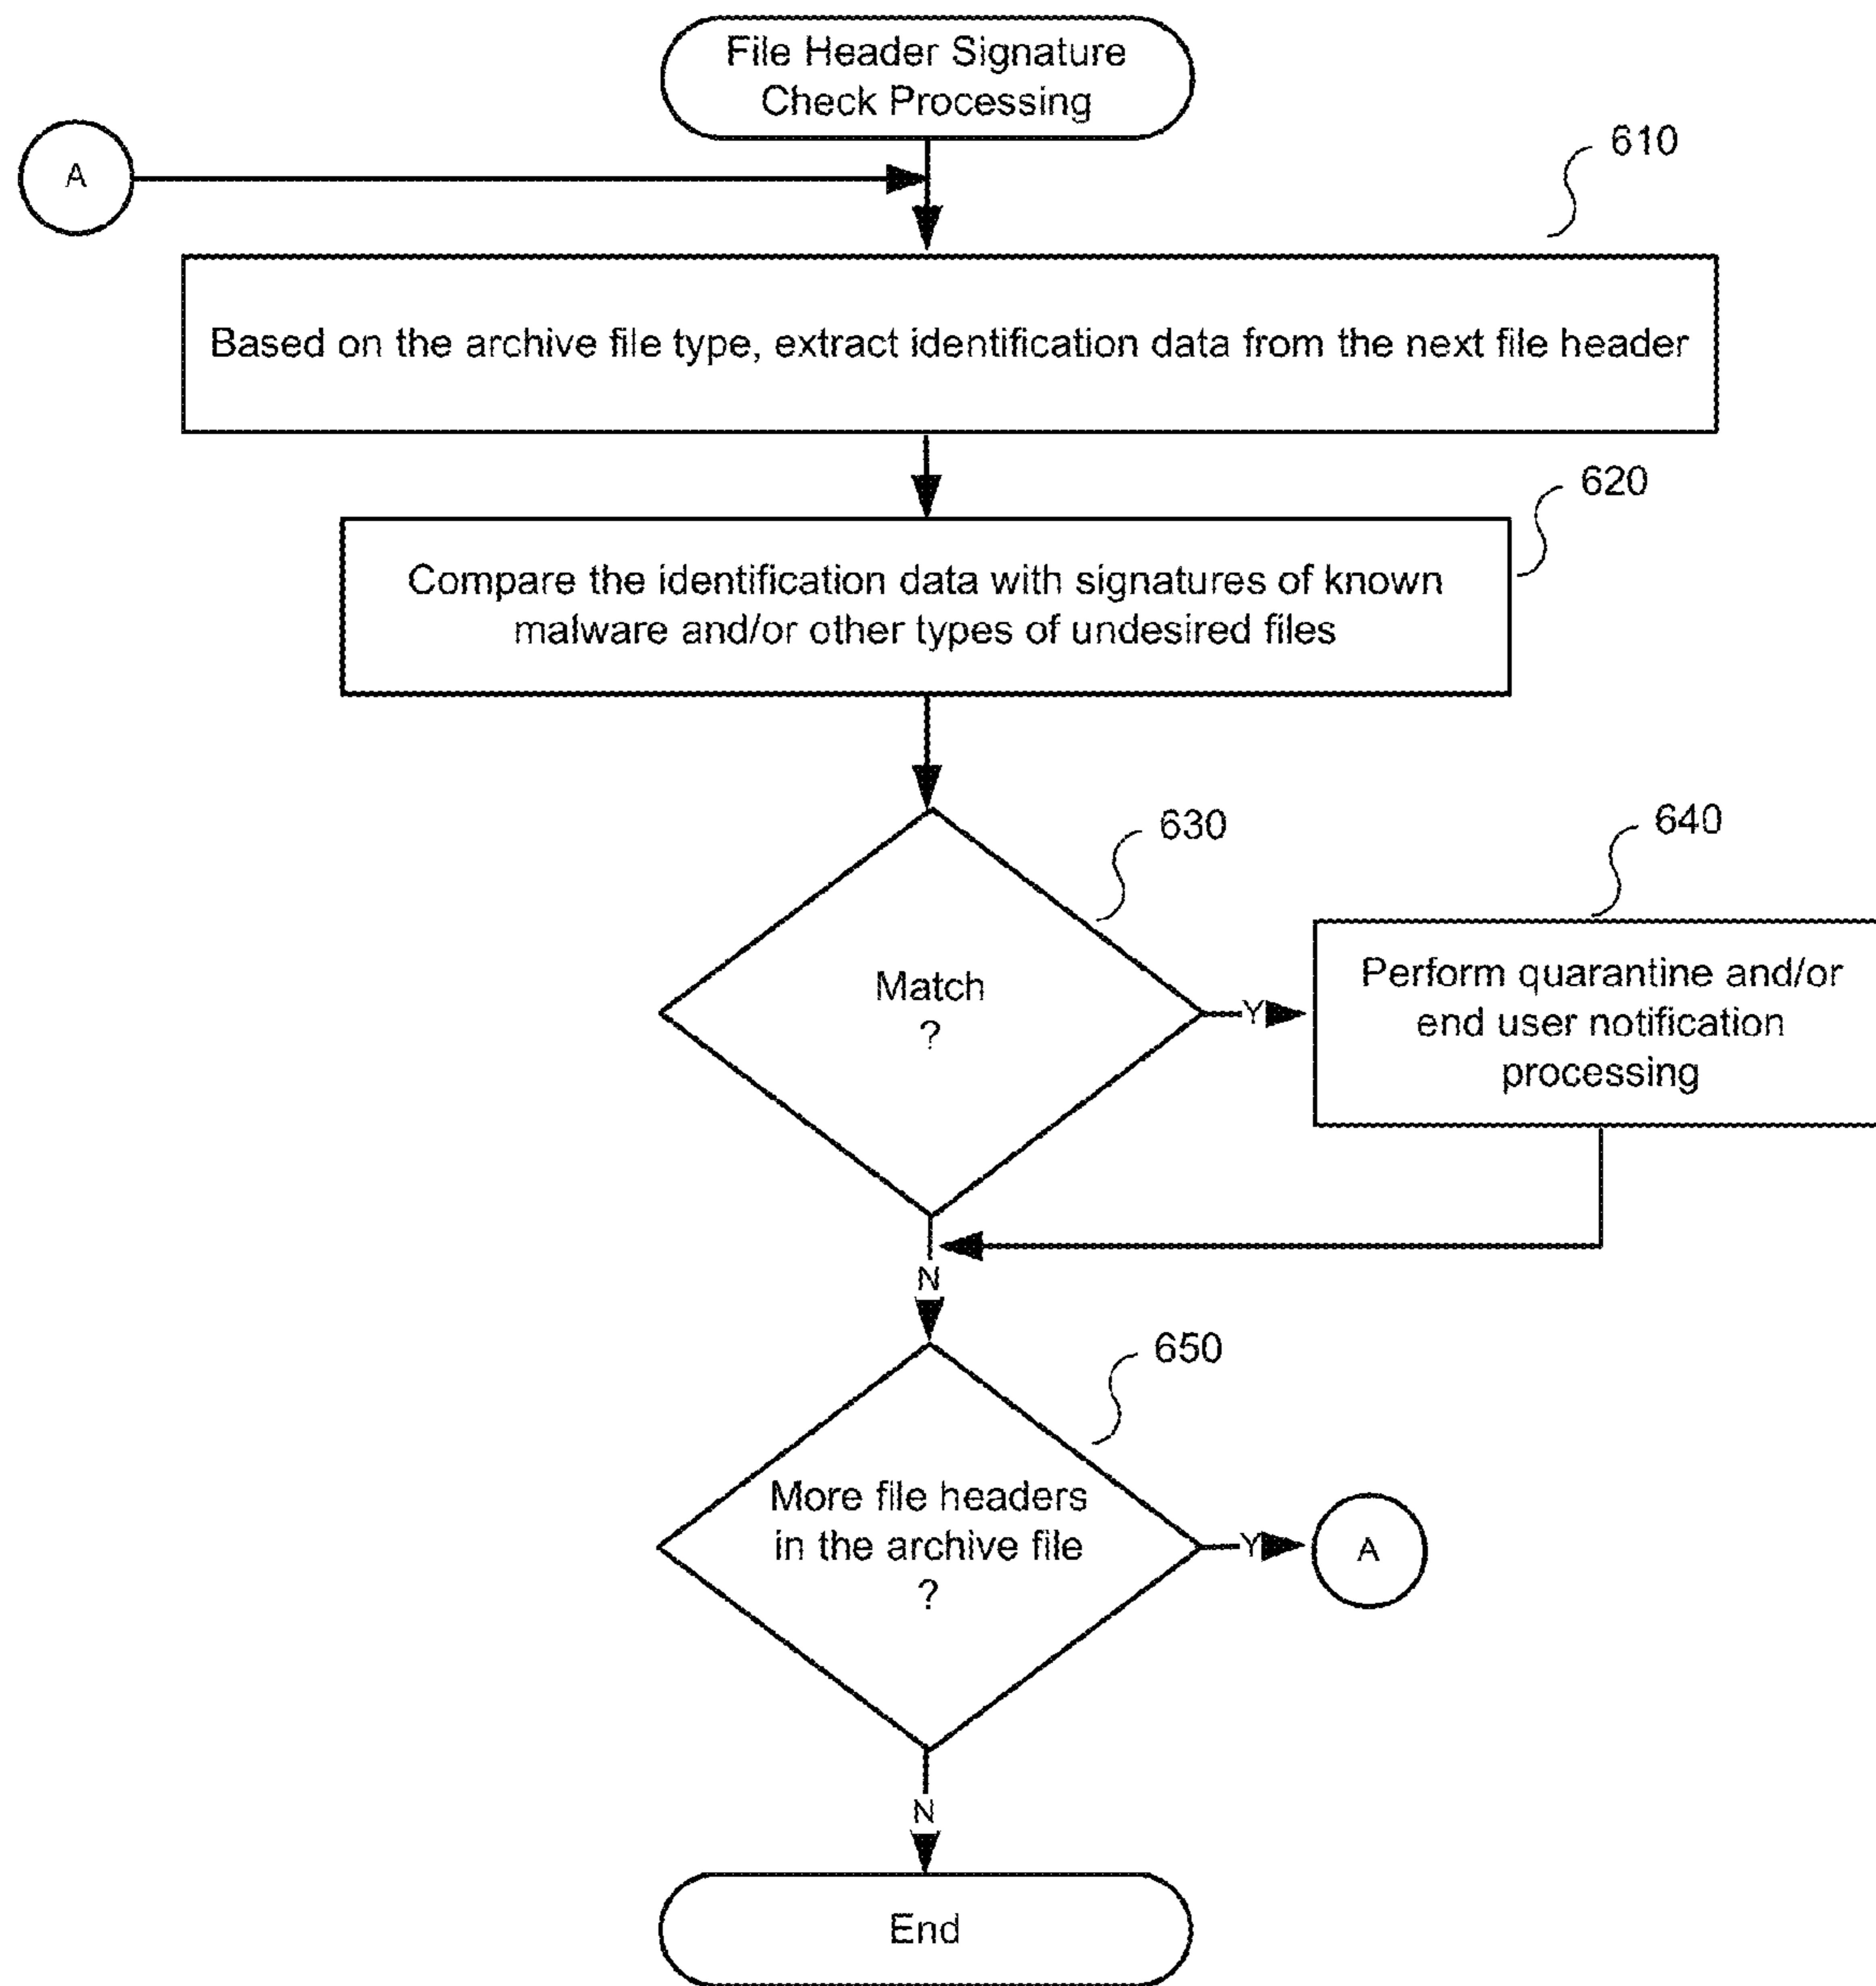 File Header Signature
Check Processing
A
610
Based on the archive file type, extract identification data from the next file header
620
Compare the identification data with signatures of known
malware and/or other types of undesired files
630
640
Match
?
Y
Perform quarantine and/or
end user notification
processing
N
650
More file headers
in the archive file
?
Y
A
N
End